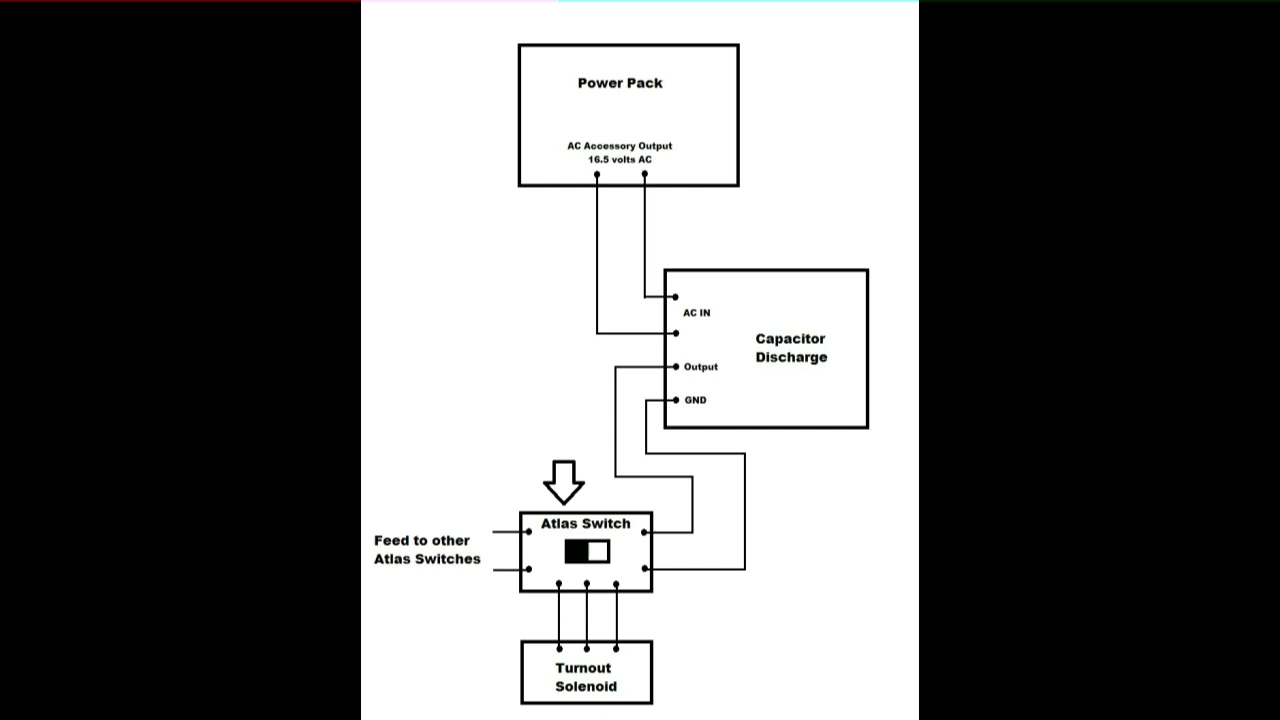 Power Pack
AC Accessory Output
16.5 volts AC
AC IN
Capacitor
Discharge
Output
GND
Atlas Switch
Feed to other
Atlas Switches
Turnout
Solenoid